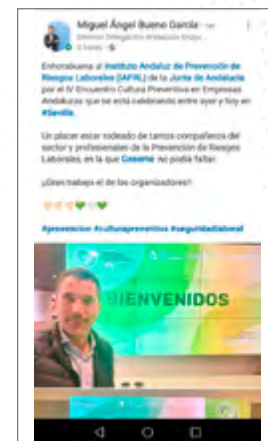 Miguel Ángel Bueno García
Enhorabuena al Instituto Andaluz de Prevención de
Riesgos Laborales (IAPRL) de la Junta de Andalucía
por el IV Encuentro Cultura Preventiva en Empresas
Andaluzas que se está celebrando entre ayer y hoy en
#Sevilla.
Un placer estar rodeado de tantos compañeros del
sector y profesionales de la Prevención de Riesgos
Laborales, en la que no podía faltar.
¡¡Gran trabajo el de los organizadores!!
#prevencion #culturapreventiva #seguridadlaboral
BIENVENIDOS